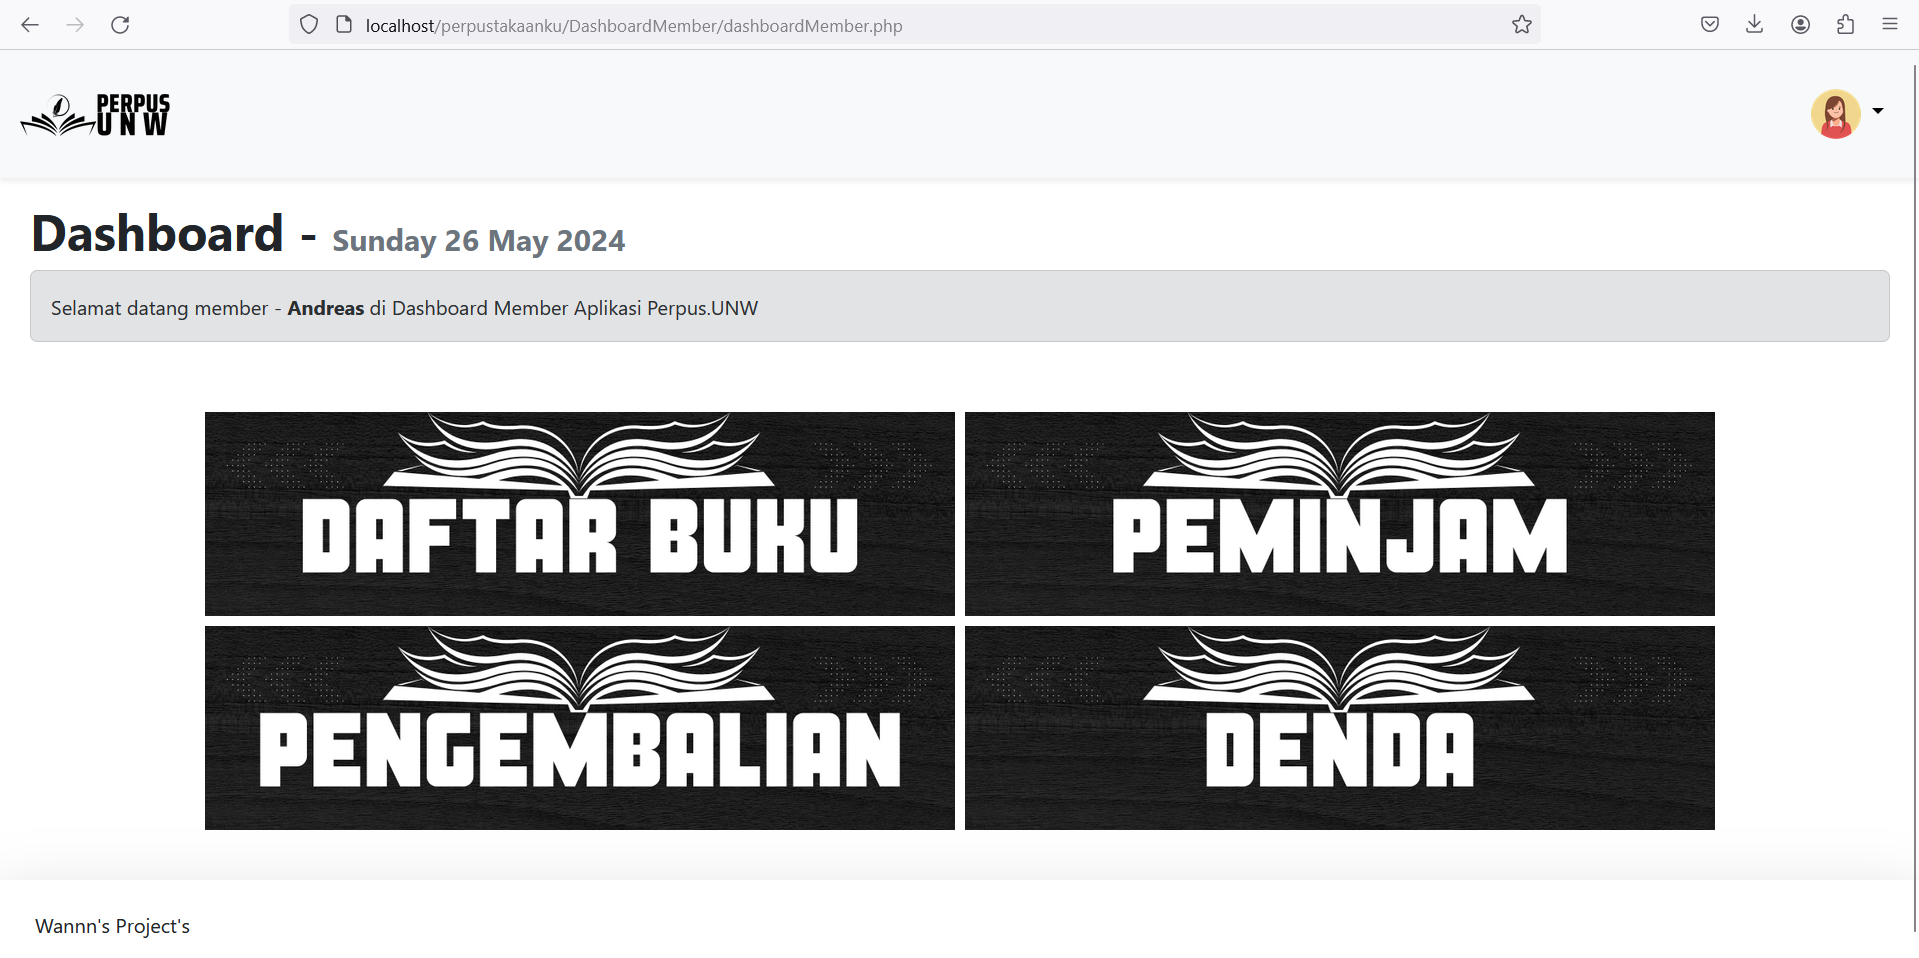 localhost/perpustakaanku/DashboardMember/dashboardMember.php
PERPUS
UNW
Dashboard - Sunday 26 May 2024
Selamat datang member - Andreas di Dashboard Member Aplikasi Perpus.UNW
DAFTAR BUKU
PEMINJAM
PENGEMBALIAN
DENDA
Wannn's Project's